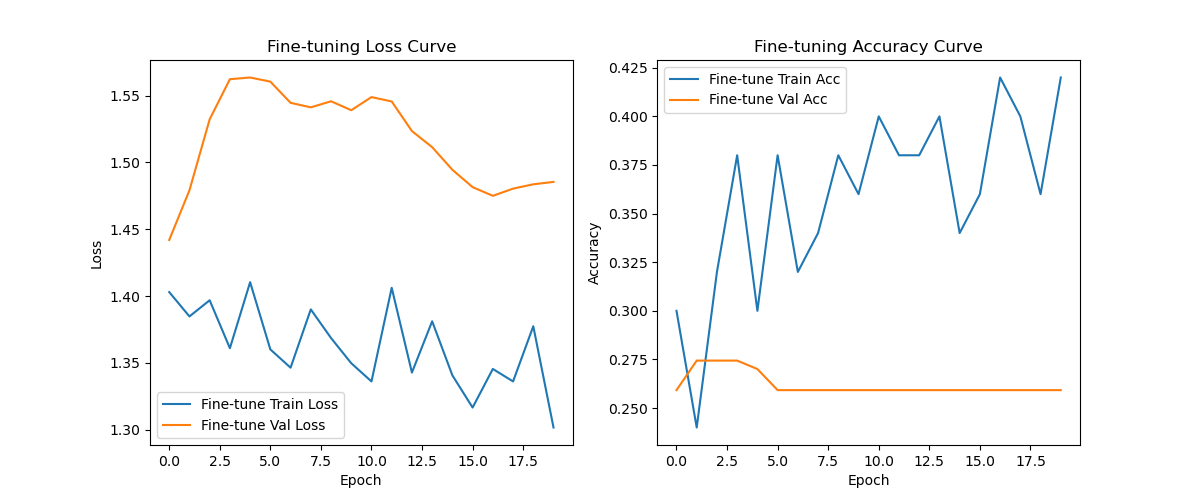 Fine-tuning Loss Curve
1.55
1.50
1.45
1.40
1.35
1.30
Loss
Fine-tune Train Loss
Fine-tune Val Loss
0.0 2.5 5.0 7.5 10.0 12.5 15.0 17.5
Epoch
Fine-tuning Accuracy Curve
0.425
0.400
0.375
0.350
0.325
0.300
0.275
0.250
Accuracy
Fine-tune Train Acc
Fine-tune Val Acc
0.0 2.5 5.0 7.5 10.0 12.5 15.0 17.5
Epoch